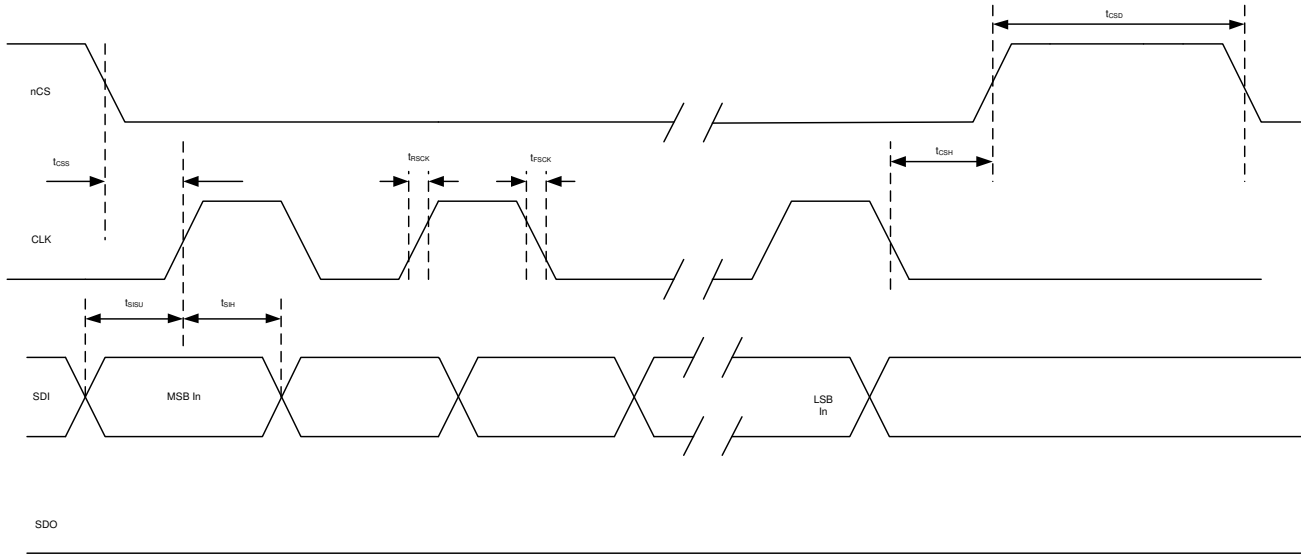 tCSD
nCS
tCSS
tRSCK
tFSCK
tCSH
CLK
tSISU
tSIH
SDI
MSB In
LSB
In
SDO